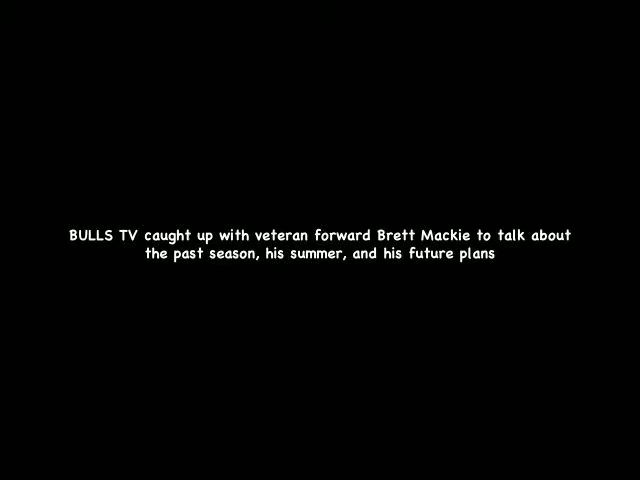 BULLS TV caught up with veteran forward Brett Mackie to talk about
the past season, his summer, and his future plans